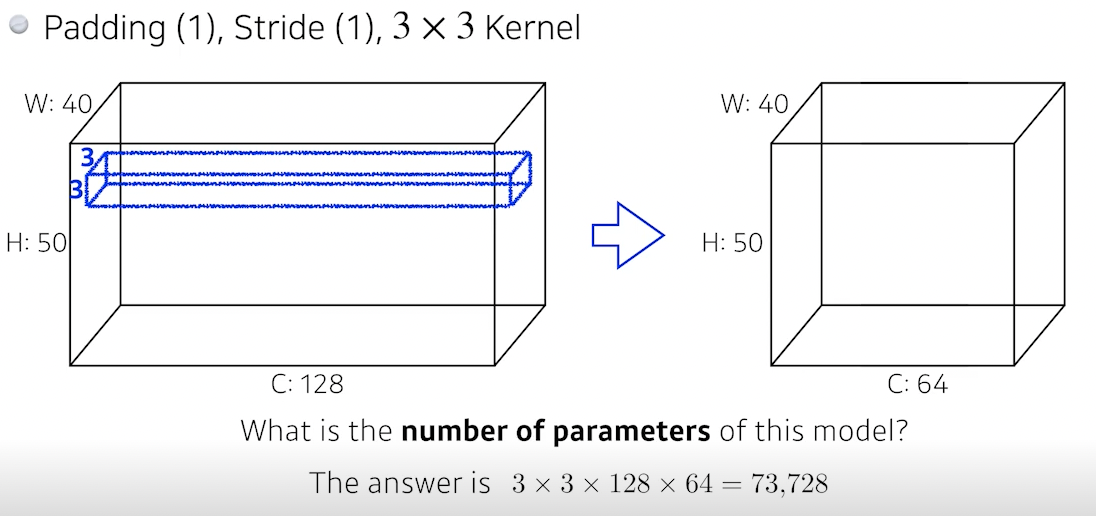 Padding (1), Stride (1), 3 × 3 Kernel
W: 40
3
3
H: 50
C: 128
W: 40
H: 50
C: 64
What is the number of parameters of this model?
The answer is 3 × 3 × 128 × 64 = 73,728